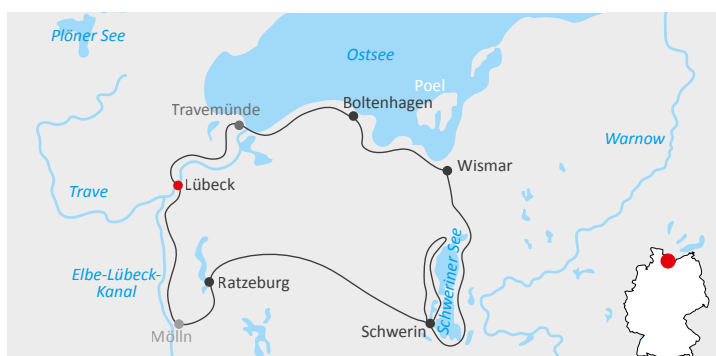 Plöner See
Ostsee
Poel
Travemünde
Boltenhagen
Warnow
Wismar
Trave
Lübeck
Elbe-Lübeck-
Kanal
Ratzeburg
Schweriner See
Schwerin
Mölln